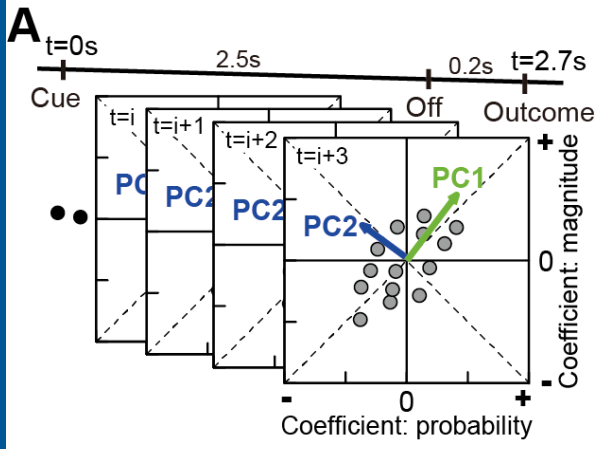 A
t=0s
2.5s
0.2s
t=2.7s
Cue
Off
Outcome
t=i
t=i+1
t=i+2
t=i+3
PC
PC2
PC2
PC2
PC1
+
0
-
Coefficient: magnitude
- 0 +
Coefficient: probability